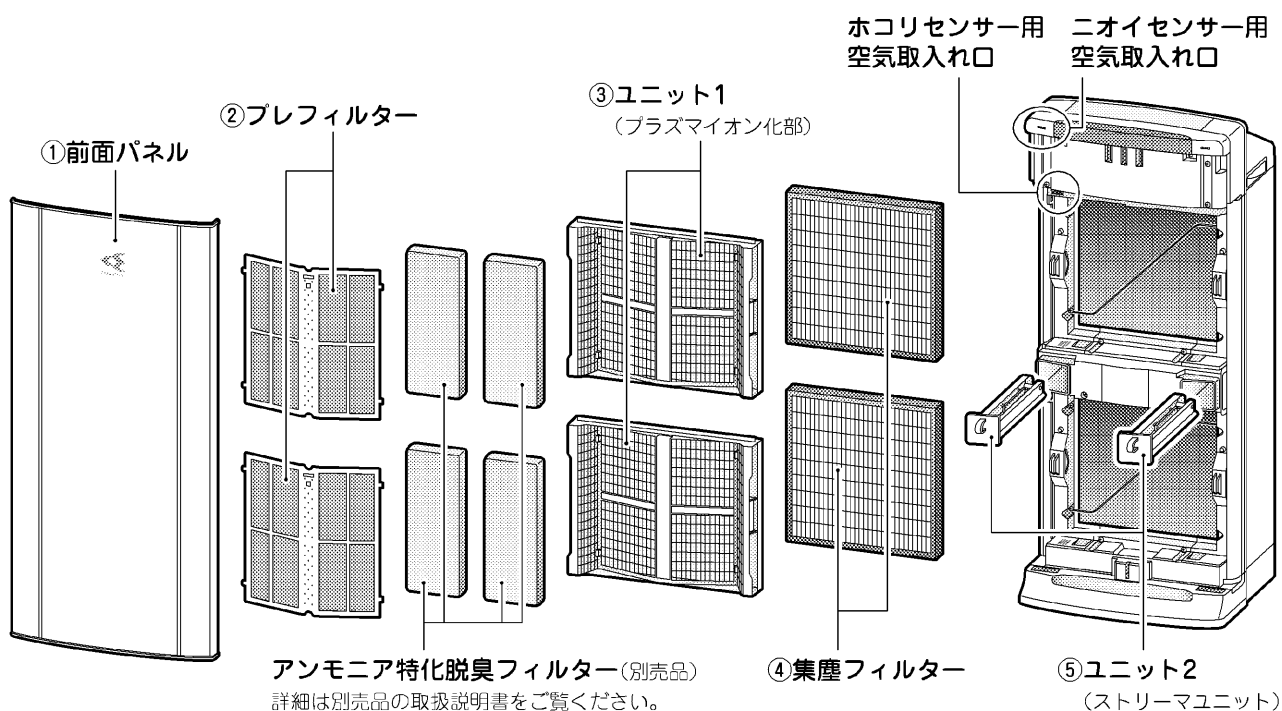 ホコリセンサー用
空気取入れ口
ニオイセンサー用
空気取入れ口
③ユニット1
(プラズマイオン化部)
②プレフィルター
①前面パネル
アンモニア特化脱臭フィルター(別売品)
詳細は別売品の取扱説明書をご覧ください。
④集塵フィルター
⑤ユニット2
(ストリーマユニット)